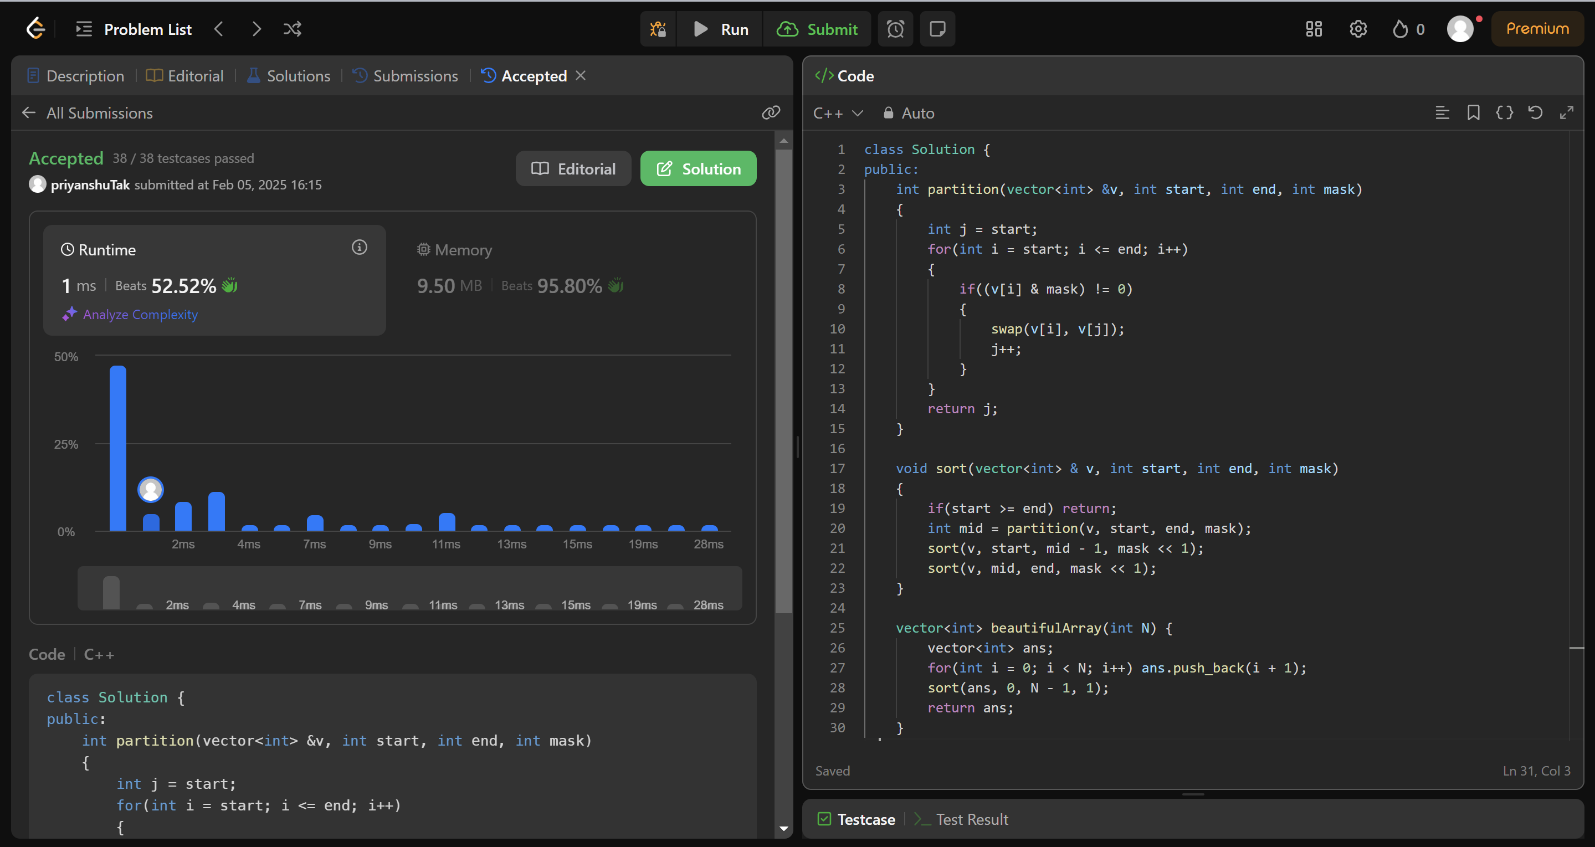 Problem List
Run
Submit
0
Premium
Description
Editorial
Solutions
Submissions
Accepted
All Submissions
Accepted 38 / 38 testcases passed
priyanshuTak submitted at Feb 05, 2025 16:15
Editorial
Solution
Runtime
1 ms Beats 52.52%
Analyze Complexity
Memory
9.50 MB Beats 95.80%
50%
25%
0%
2ms 4ms 7ms 9ms 11ms 13ms 15ms 19ms 28ms
2ms 4ms 7ms 9ms 11ms 13ms 15ms 19ms 28ms
Code C++
class Solution {
public:
    int partition(vector<int> &v, int start, int end, int mask)
    {
        int j = start;
        for(int i = start; i <= end; i++)
        {
</> Code
C++ Auto
1 class Solution {
2 public:
3     int partition(vector<int> &v, int start, int end, int mask)
4     {
5         int j = start;
6         for(int i = start; i <= end; i++)
7         {
8             if((v[i] & mask) != 0)
9             {
10                 swap(v[i], v[j]);
11                 j++;
12             }
13         }
14         return j;
15     }
16
17     void sort(vector<int> & v, int start, int end, int mask)
18     {
19         if(start >= end) return;
20         int mid = partition(v, start, end, mask);
21         sort(v, start, mid - 1, mask << 1);
22         sort(v, mid, end, mask << 1);
23     }
24
25     vector<int> beautifulArray(int N) {
26         vector<int> ans;
27         for(int i = 0; i < N; i++) ans.push_back(i + 1);
28         sort(ans, 0, N - 1, 1);
29         return ans;
30     }
Saved
Ln 31, Col 3
Testcase
Test Result